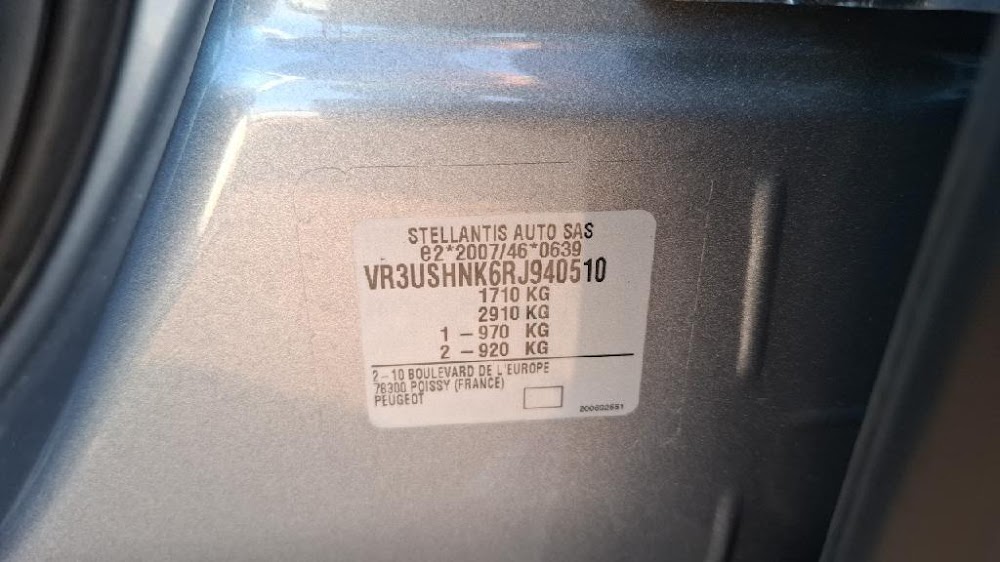 STELLANTIS AUTO SAS
e2*2007/46*0639
VR3USHNK6RJ940510
1710 KG
2910 KG
1 – 970 KG
2 – 920 KG
2–10 BOULEVARD DE L'EUROPE
78300 POISSY (FRANCE)
PEUGEOT